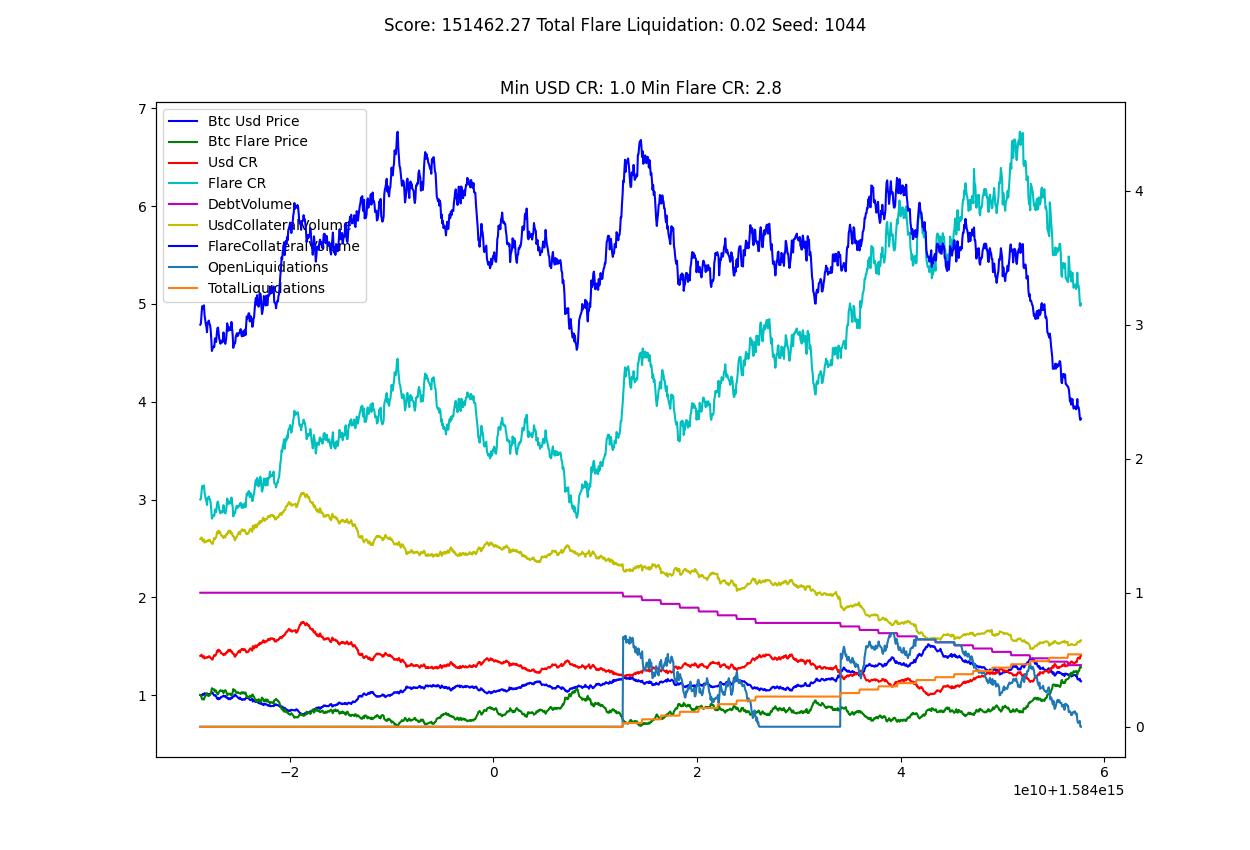 Score: 151462.27 Total Flare Liquidation: 0.02 Seed: 1044
Min USD CR: 1.0 Min Flare CR: 2.8
7
6
5
4
3
2
1
Btc Usd Price
Btc Flare Price
Usd CR
Flare CR
DebtVolume
UsdCollateralVolume
FlareCollateralVolume
OpenLiquidations
TotalLiquidations
4
3
2
1
0
−2
0
2
4
6
1e10+1.584e15